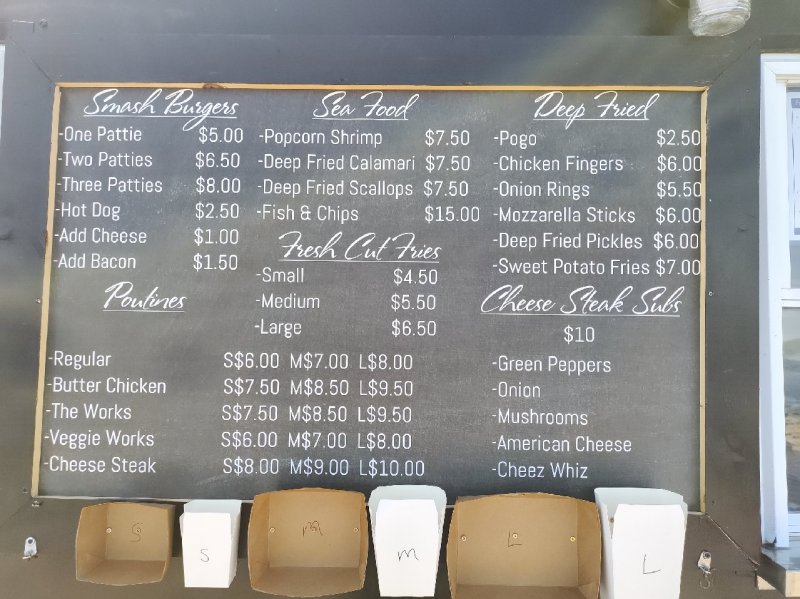 Smash Burgers
-One Pattie $5.00
-Two Patties $6.50
-Three Patties $8.00
-Hot Dog $2.50
-Add Cheese $1.00
-Add Bacon $1.50
Sea Food
-Popcorn Shrimp $7.50
-Deep Fried Calamari $7.50
-Deep Fried Scallops $7.50
-Fish & Chips $15.00
Fresh Cut Fries
-Small $4.50
-Medium $5.50
-Large $6.50
Deep Fried
-Pogo $2.50
-Chicken Fingers $6.00
-Onion Rings $5.50
-Mozzarella Sticks $6.00
-Deep Fried Pickles $6.00
-Sweet Potato Fries $7.00
Poutines
-Regular S$6.00 M$7.00 L$8.00
-Butter Chicken S$7.50 M$8.50 L$9.50
-The Works S$7.50 M$8.50 L$9.50
-Veggie Works S$6.00 M$7.00 L$8.00
-Cheese Steak S$8.00 M$9.00 L$10.00
Cheese Steak Subs
$10
-Green Peppers
-Onion
-Mushrooms
-American Cheese
-Cheez Whiz
S
S
M
M
L
L